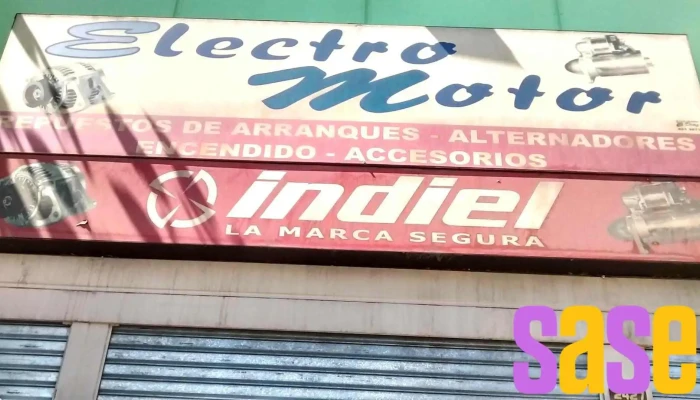 Electro
Motor
REPUESTOS DE ARRANQUES - ALTERNADORES
ENCENDIDO - ACCESORIOS
indiel
LA MARCA SEGURA
sase